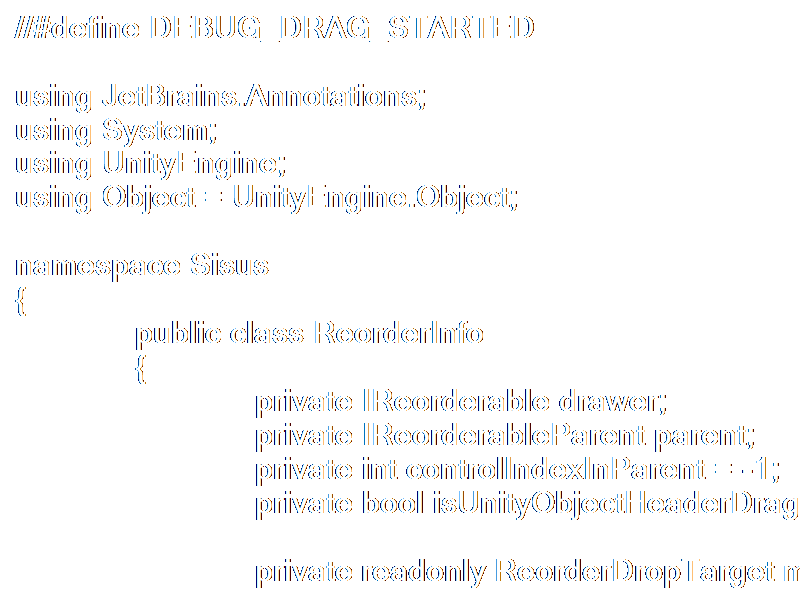 //#define DEBUG_DRAG_STARTED
using JetBrains.Annotations;
using System;
using UnityEngine;
using Object = UnityEngine.Object;
namespace Sisus
{
public class ReorderInfo
{
private IReorderable drawer;
private IReorderableParent parent;
private int controlIndexInParent = -1;
private bool isUnityObjectHeaderDrag
private readonly ReorderDropTarget m